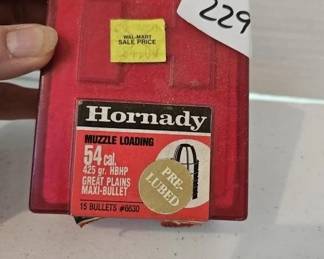 229
WAL-MART
SALE PRICE
Hornady
MUZZLE LOADING
54 cal.
425 gr. HBHP
GREAT PLAINS
MAXI-BULLET
PRE-
LUBED
15 BULLETS #6630